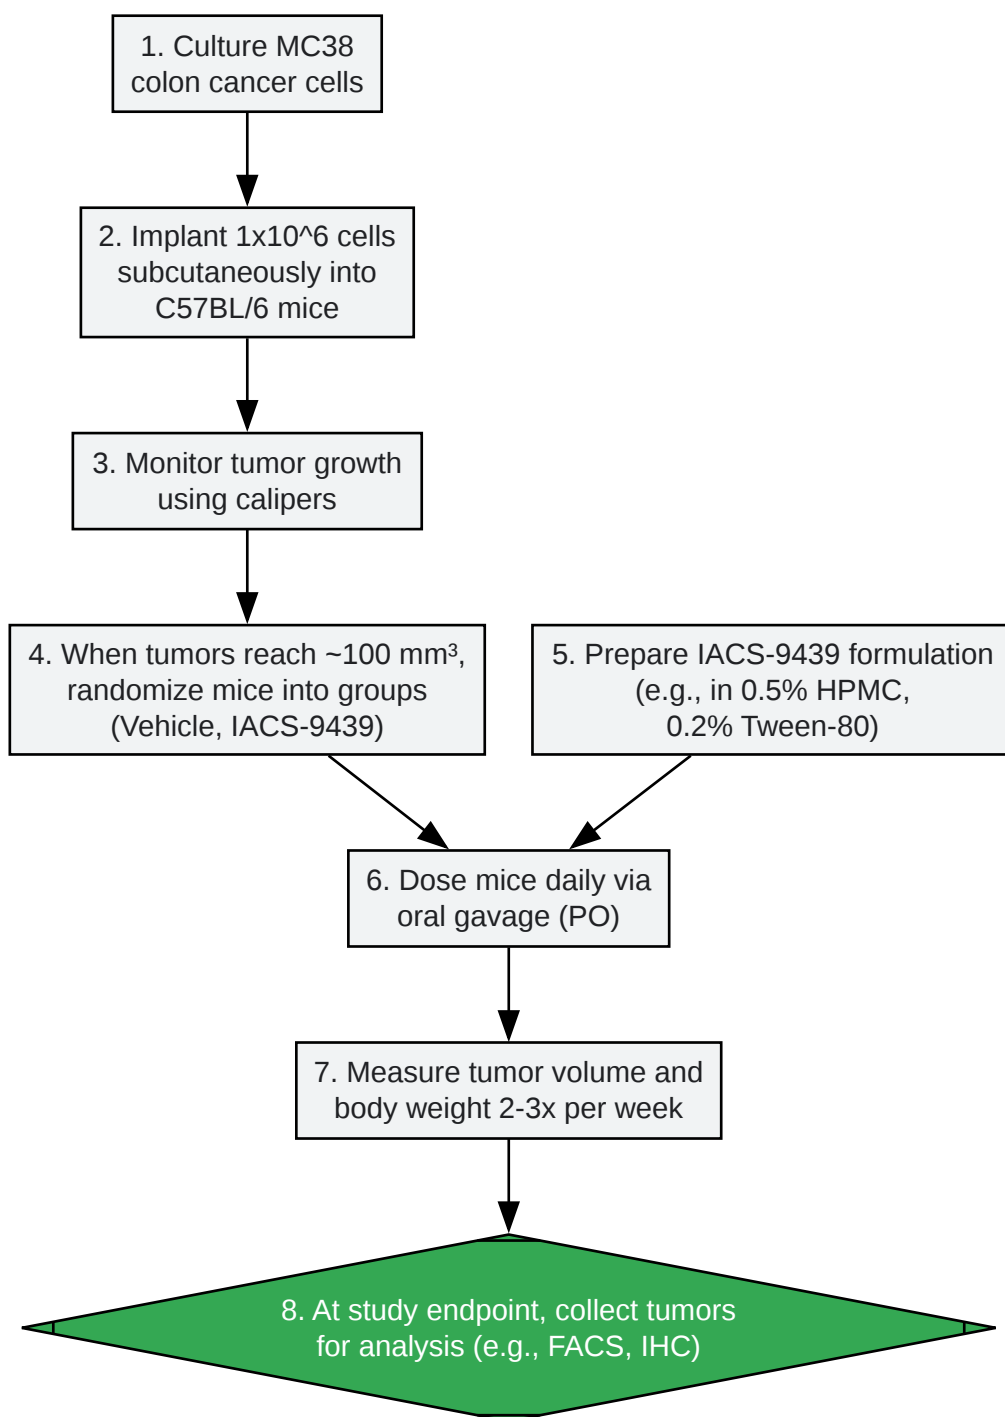 1. Culture MC38
colon cancer cells
2. Implant 1x10^6 cells
subcutaneously into
C57BL/6 mice
3. Monitor tumor growth
using calipers
4. When tumors reach ~100 mm³,
randomize mice into groups
(Vehicle, IACS-9439)
5. Prepare IACS-9439 formulation
(e.g., in 0.5% HPMC,
0.2% Tween-80)
6. Dose mice daily via
oral gavage (PO)
7. Measure tumor volume and
body weight 2-3x per week
8. At study endpoint, collect tumors
for analysis (e.g., FACS, IHC)